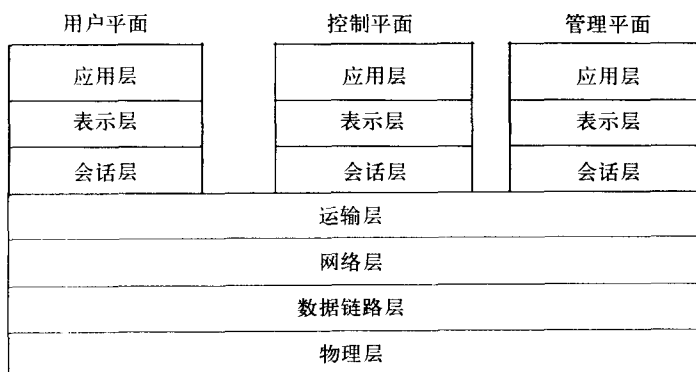 用户平面 控制平面 管理平面
应用层 应用层 应用层
表示层 表示层 表示层
会话层 会话层 会话层
运输层
网络层
数据链路层
物理层